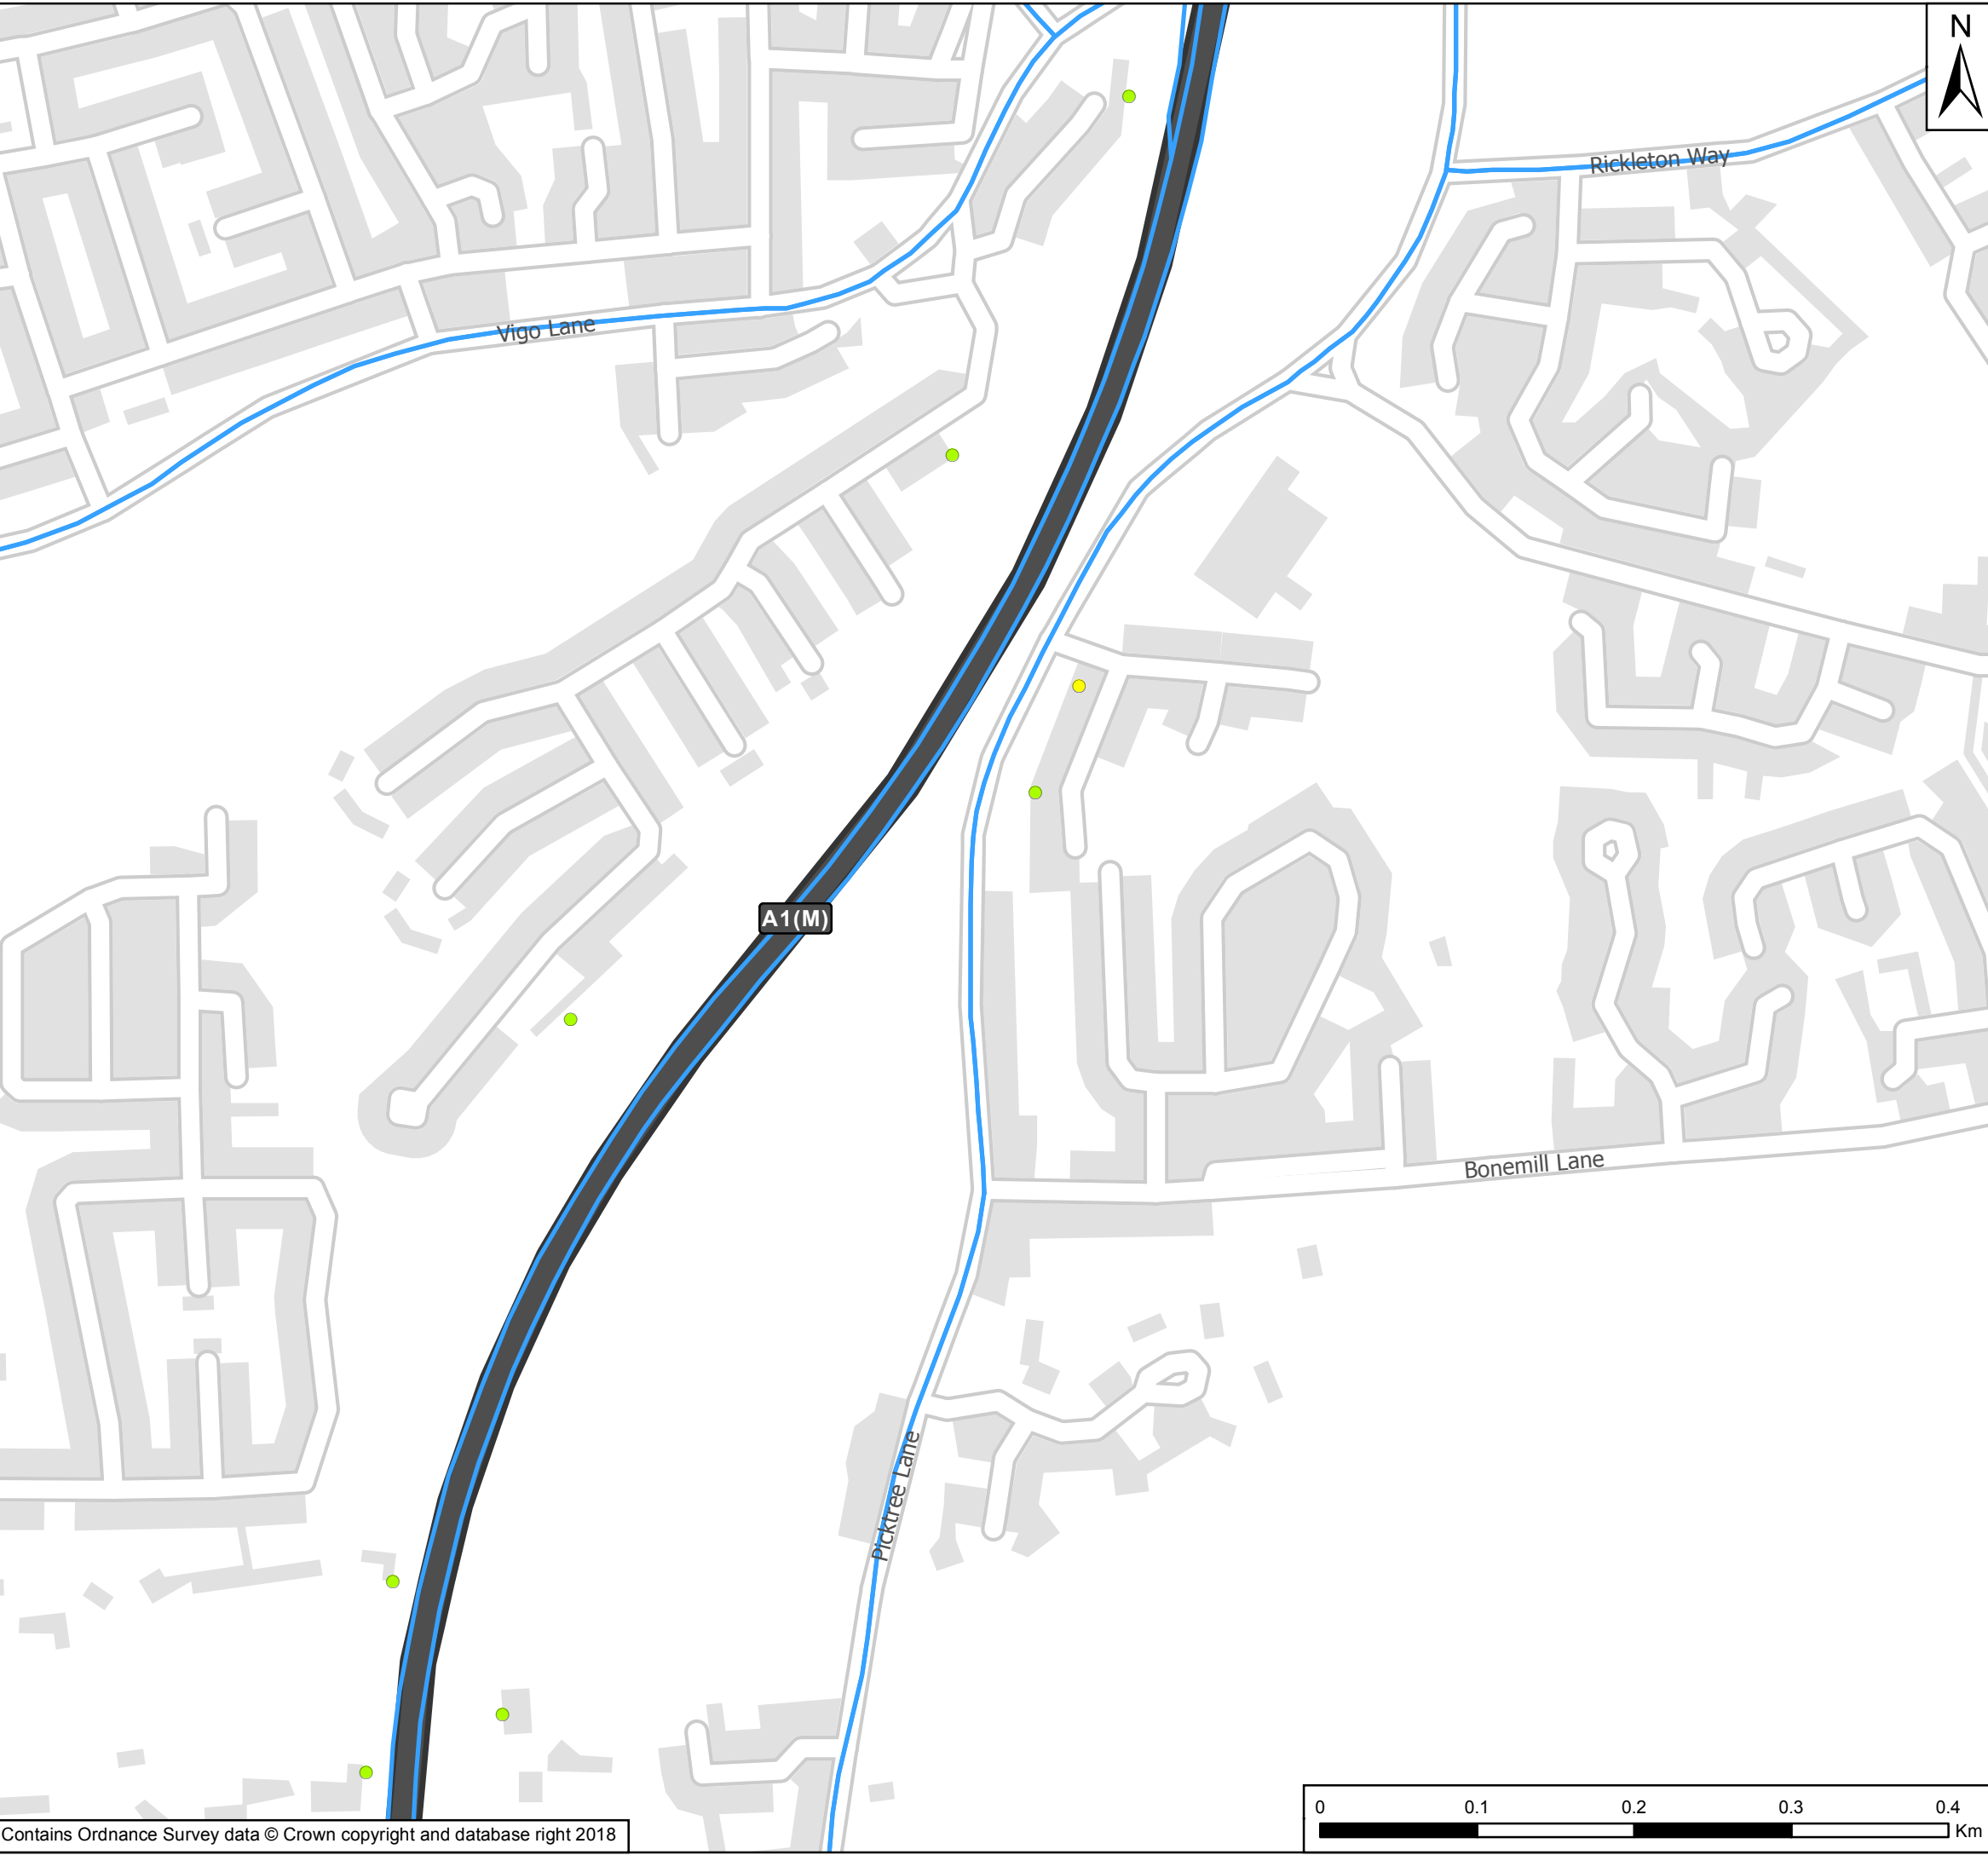 N
Rickleton Way
Vigo Lane
A1(M)
Bonemill Lane
Picktree Lane
0 0.1 0.2 0.3 0.4
Km
Contains Ordnance Survey data © Crown copyright and database right 2018